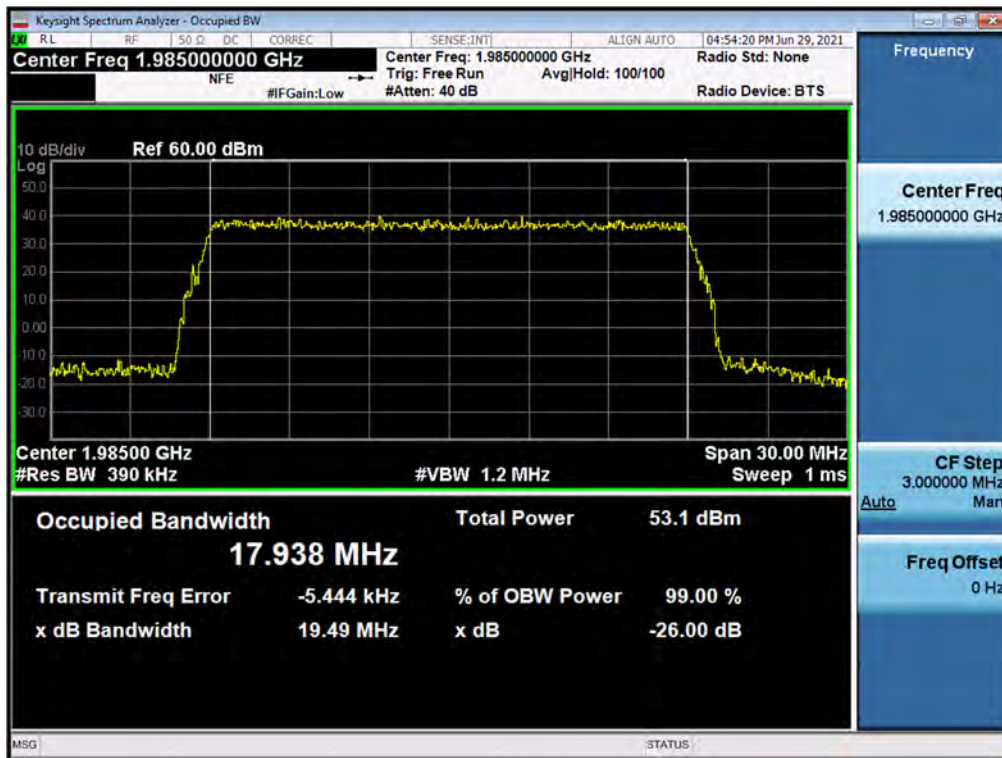 Keysight Spectrum Analyzer - Occupied BW
LXI RL RF 50 Ω DC CORREC SENSE:INT ALIGN AUTO 04:54:20 PM Jun 29, 2021
Center Freq 1.985000000 GHz
NFE
#IFGain:Low
Center Freq: 1.985000000 GHz
Trig: Free Run Avg|Hold: 100/100
#Atten: 40 dB
Radio Std: None
Radio Device: BTS
10 dB/div Ref 60.00 dBm
Log
50.0
40.0
30.0
20.0
10.0
0.00
-10.0
-20.0
-30.0
Center 1.98500 GHz Span 30.00 MHz
#Res BW 390 kHz #VBW 1.2 MHz Sweep 1 ms
Occupied Bandwidth Total Power 53.1 dBm
17.938 MHz
Transmit Freq Error -5.444 kHz % of OBW Power 99.00 %
x dB Bandwidth 19.49 MHz x dB -26.00 dB
MSG STATUS
Frequency
Center Freq
1.985000000 GHz
CF Step
3.000000 MHz
Auto Man
Freq Offset
0 Hz